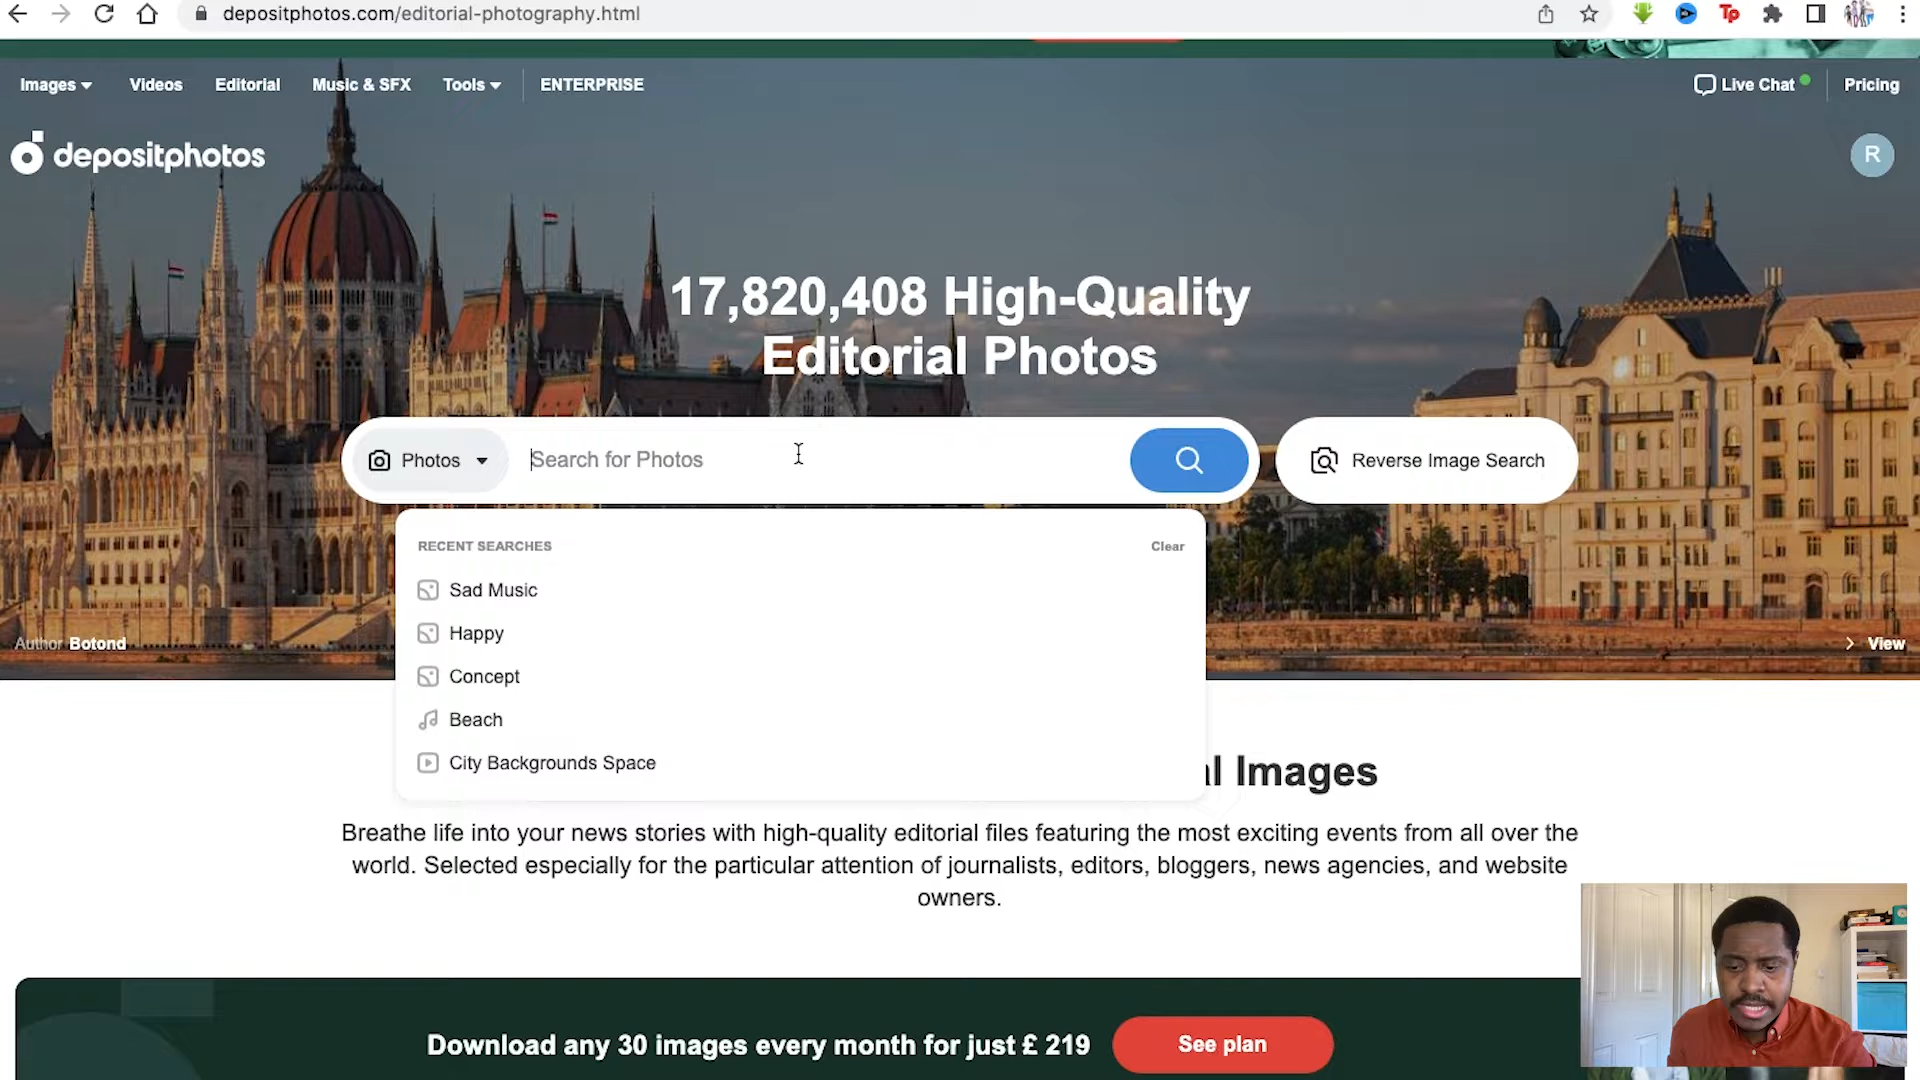 depositphotos.com/editorial-photography.html
Tp
Images
Videos
Editorial
Music & SFX
Tools
ENTERPRISE
Live Chat
Pricing
depositphotos
R
17,820,408 High-Quality
Editorial Photos
Photos
Search for Photos
Reverse Image Search
RECENT SEARCHES
Clear
Sad Music
Happy
Concept
Beach
City Backgrounds Space
Author Botond
View
Images
Breathe life into your news stories with high-quality editorial files featuring the most exciting events from all over the
world. Selected especially for the particular attention of journalists, editors, bloggers, news agencies, and website
owners.
Download any 30 images every month for just £ 219
See plan